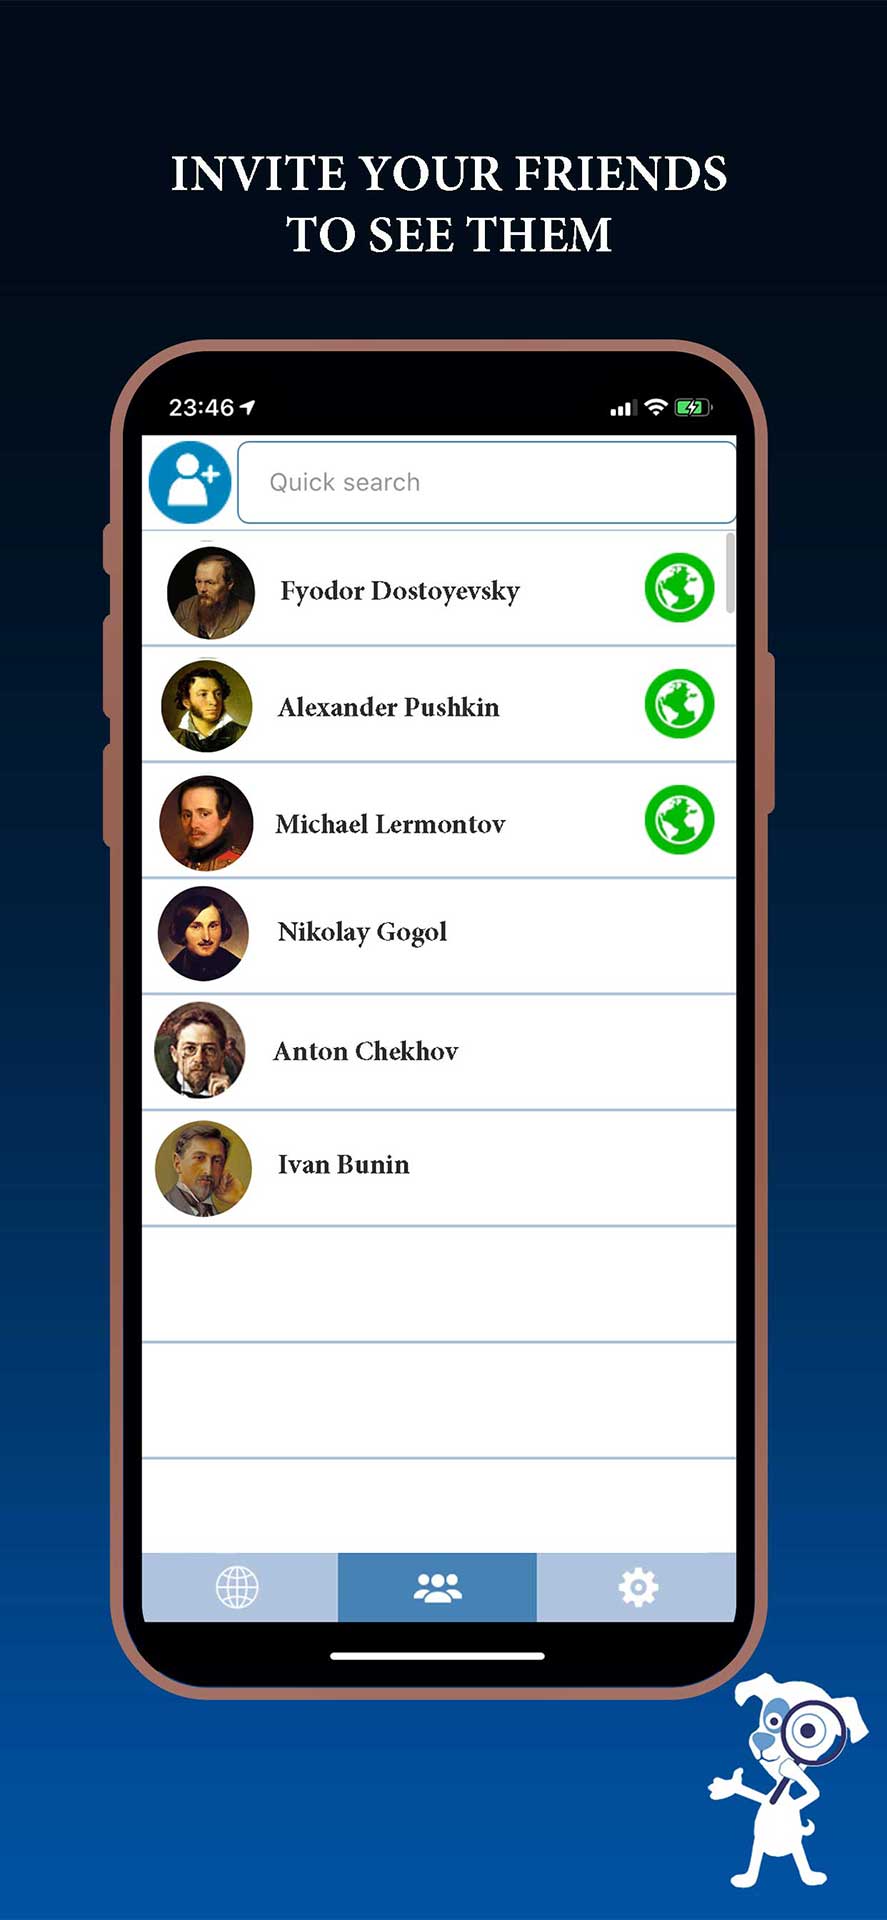 INVITE YOUR FRIENDS
TO SEE THEM
23:46
Quick search
Fyodor Dostoyevsky
Alexander Pushkin
Michael Lermontov
Nikolay Gogol
Anton Chekhov
Ivan Bunin